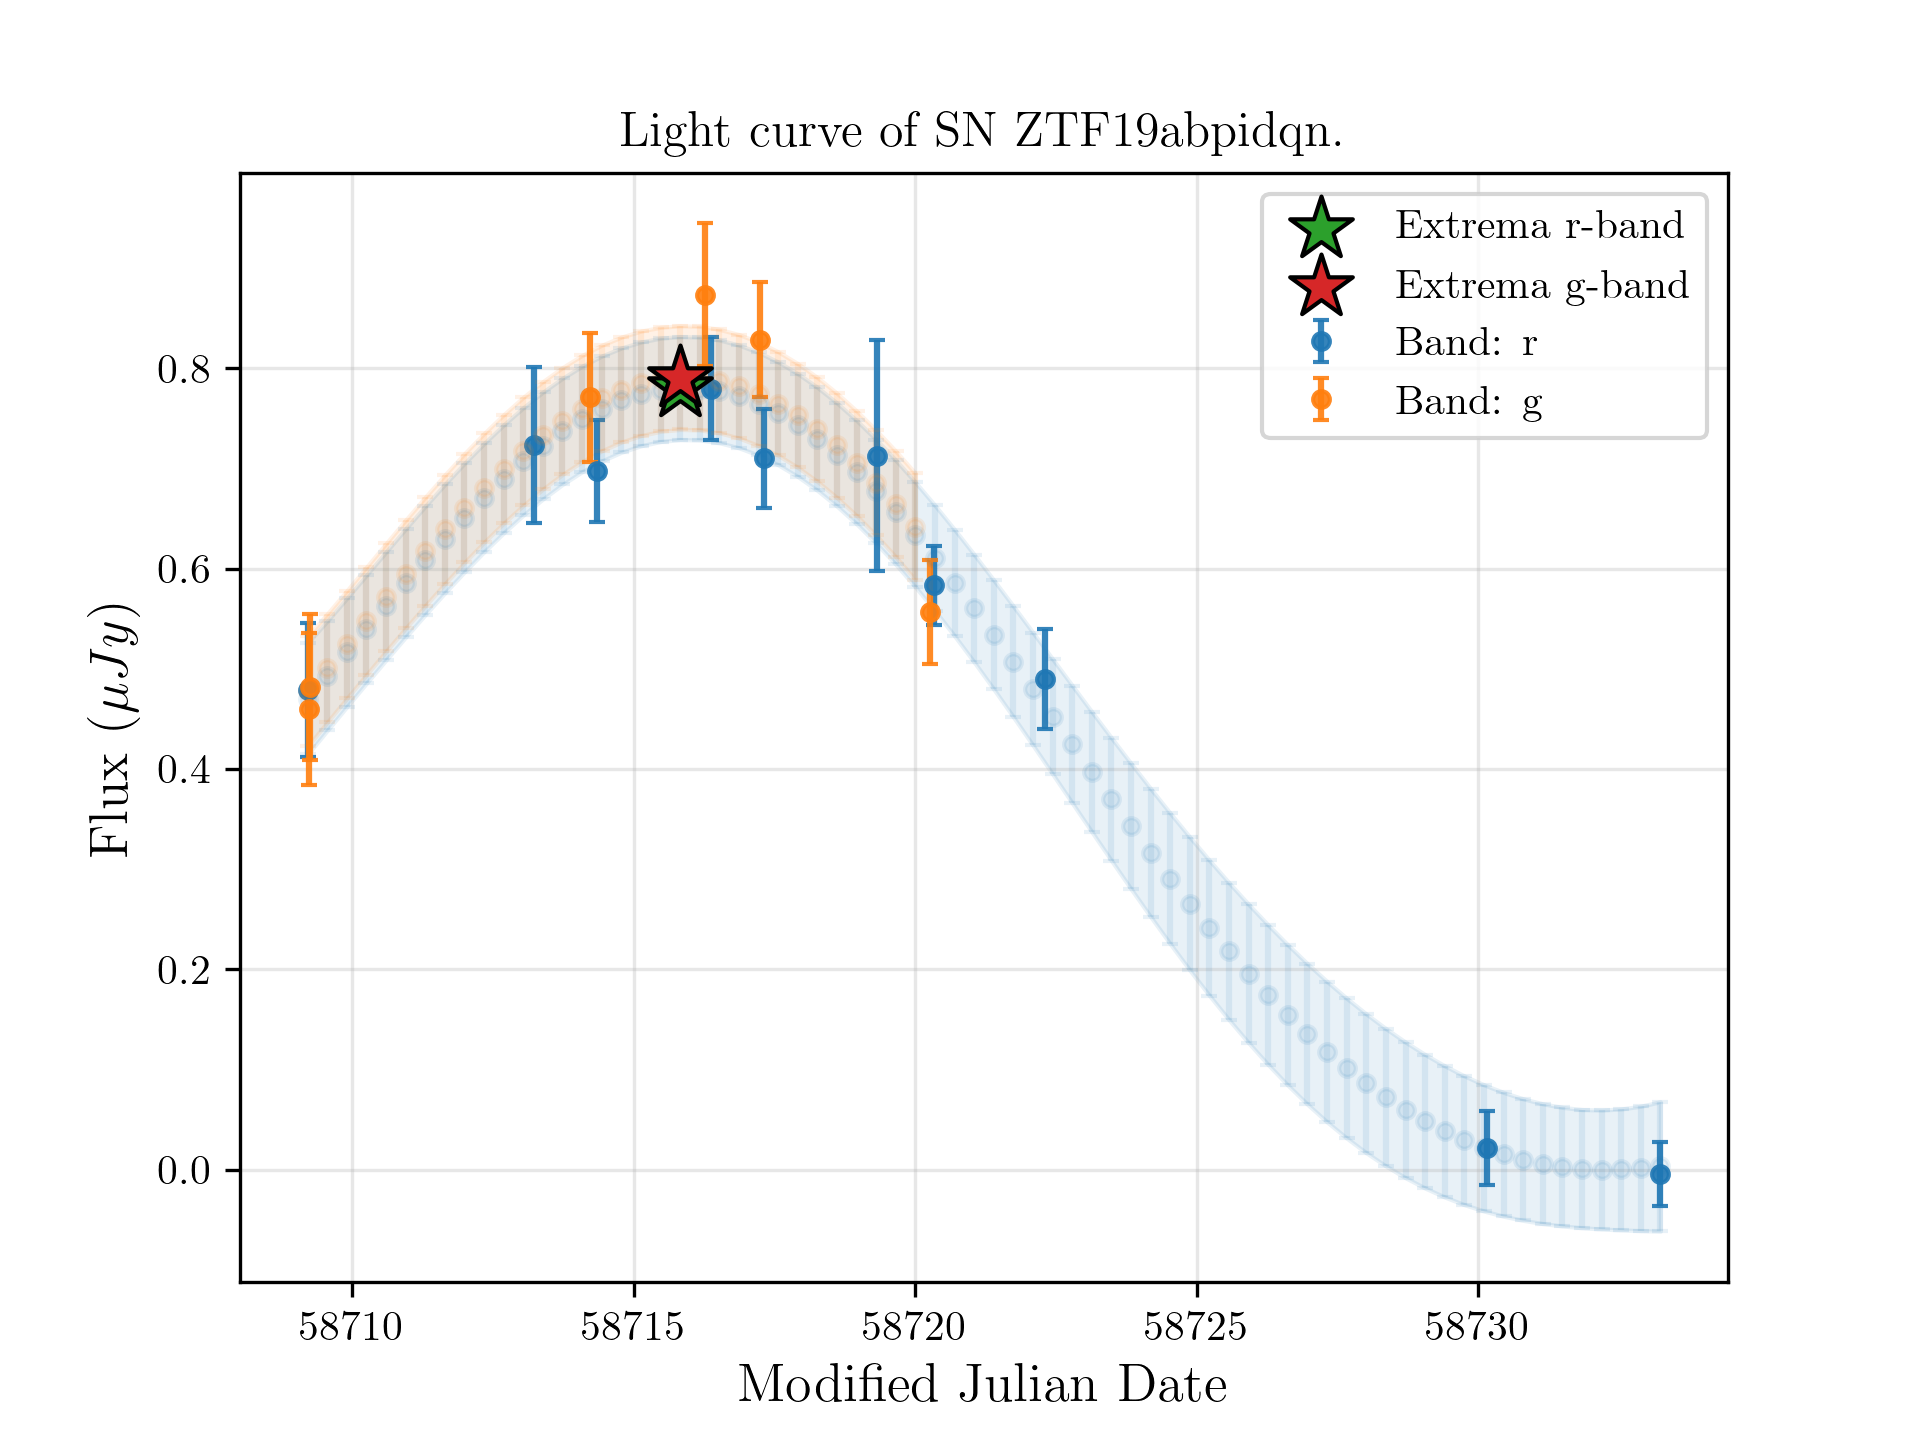 Light curve of SN ZTF19abpidqn.
Extrema r-band
Extrema g-band
Band: r
Band: g
0.8
0.6
0.4
0.2
0.0
Flux (μJy)
58710
58715
58720
58725
58730
Modified Julian Date